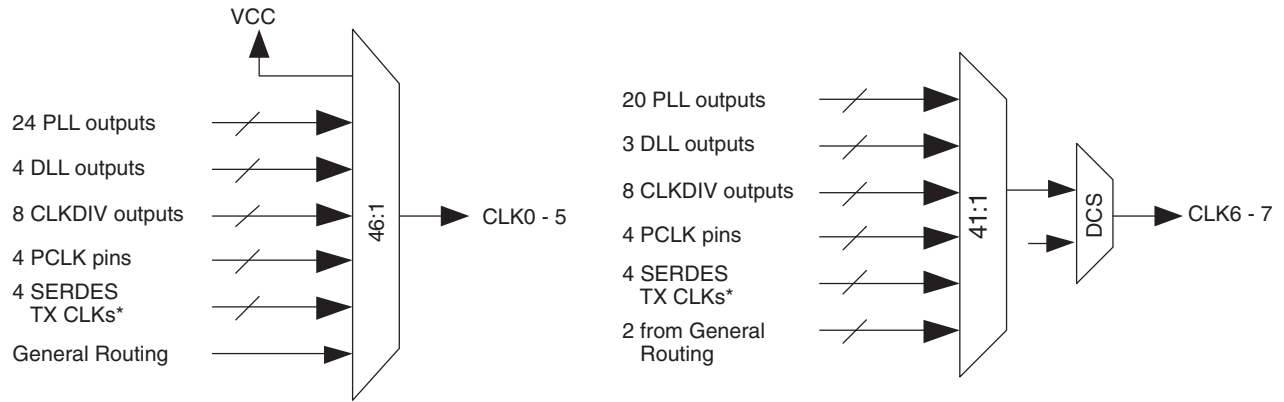 VCC
24 PLL outputs
4 DLL outputs
8 CLKDIV outputs
4 PCLK pins
4 SERDES
TX CLKs*
General Routing
46:1
CLK0 - 5
20 PLL outputs
3 DLL outputs
8 CLKDIV outputs
4 PCLK pins
4 SERDES
TX CLKs*
2 from General
Routing
41:1
DCS
CLK6 - 7